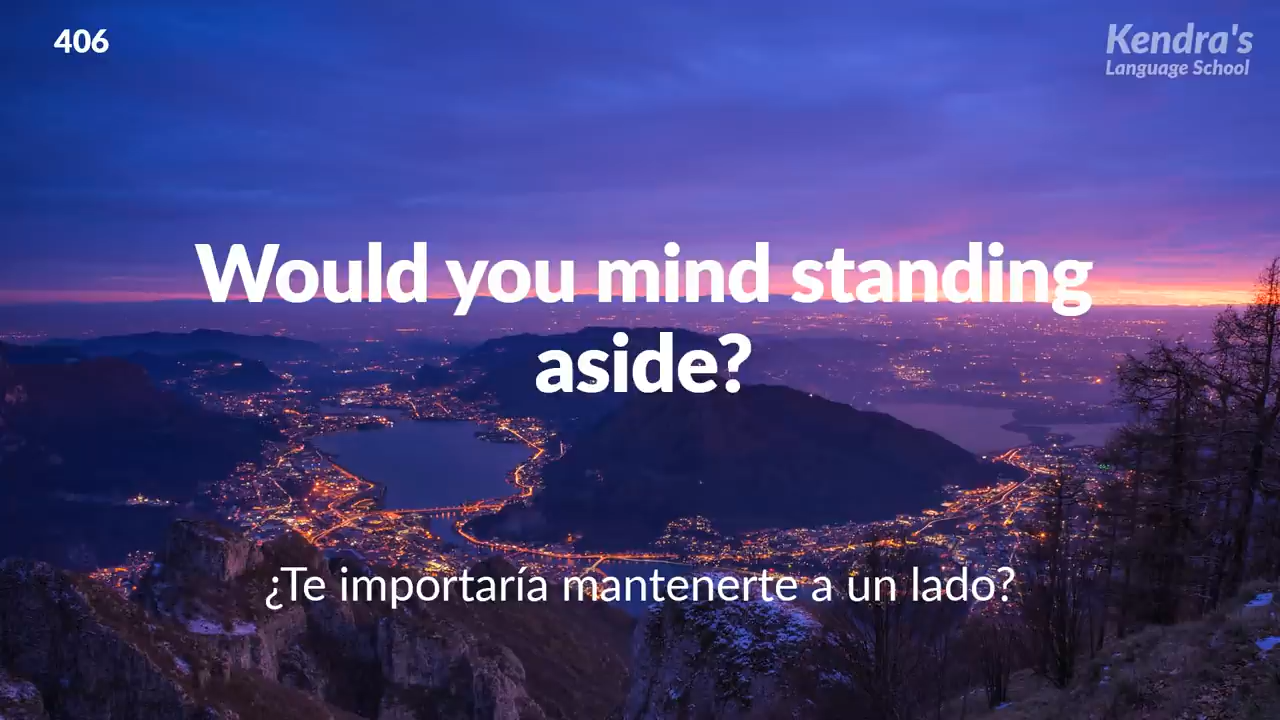 406
Kendra's
Language School
Would you mind standing
aside?
¿Te importaría mantenerte a un lado?